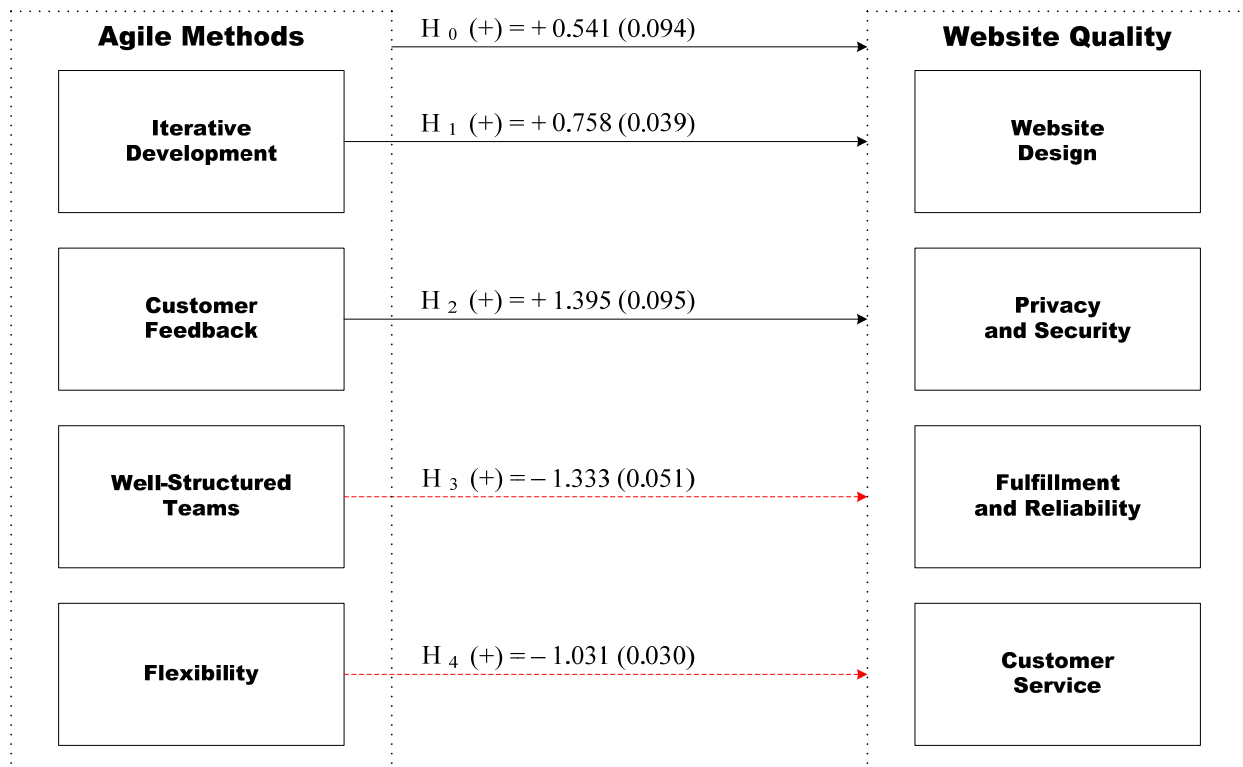 Agile Methods
H 0 (+) = + 0.541 (0.094)
Website Quality
Iterative
Development
H 1 (+) = + 0.758 (0.039)
Website
Design
Customer
Feedback
H 2 (+) = + 1.395 (0.095)
Privacy
and Security
Well-Structured
Teams
H 3 (+) = – 1.333 (0.051)
Fulfillment
and Reliability
Flexibility
H 4 (+) = – 1.031 (0.030)
Customer
Service